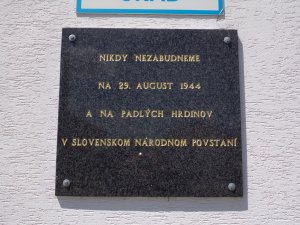 NIKDY NEZABUDNEME
NA 29. AUGUST 1944
A NA PADLÝCH HRDINOV
V SLOVENSKOM NÁRODNOM POVSTANÍ